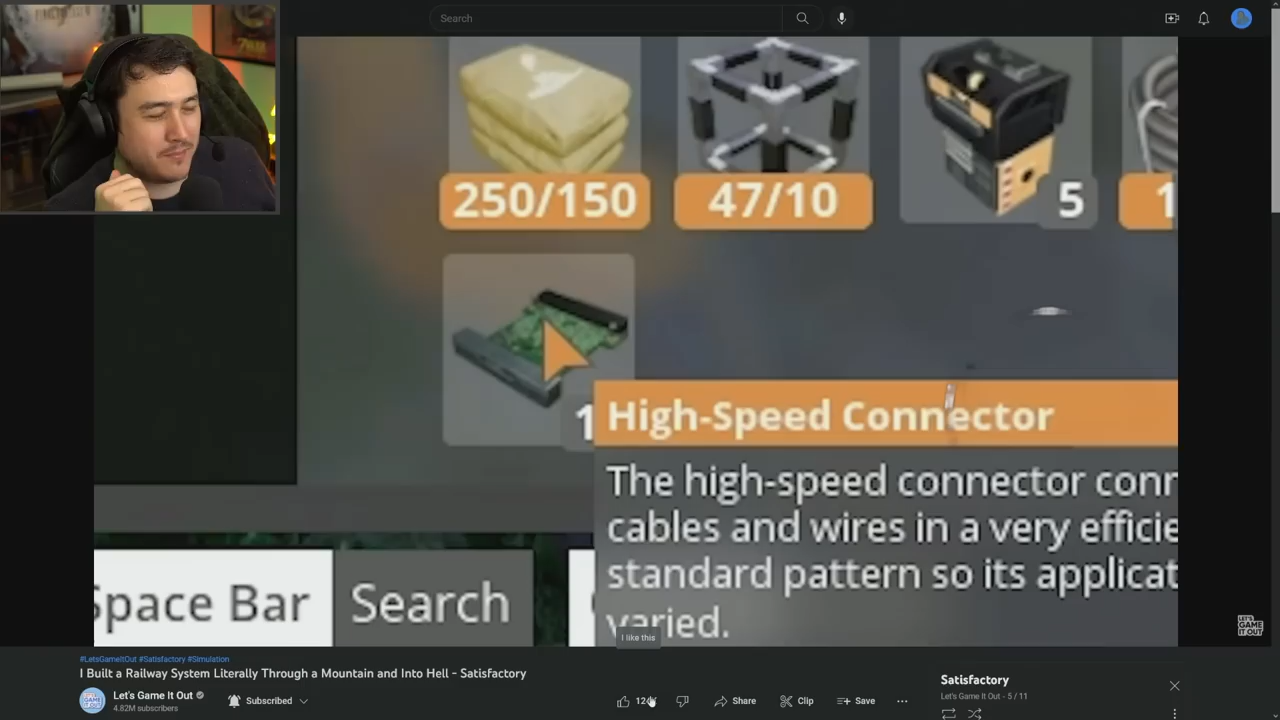 Search
250/150
47/10
5
1
1
High-Speed Connector
The high-speed connector conn
cables and wires in a very efficie
standard pattern so its applicat
varied.
Space Bar
Search
I like this
LET'S GAME IT OUT
#LetsGameItOut #Satisfactory #Simulation
I Built a Railway System Literally Through a Mountain and Into Hell - Satisfactory
Let's Game It Out
4.82M subscribers
Subscribed
Share
Clip
Save
Satisfactory
Let's Game It Out - 5 / 11